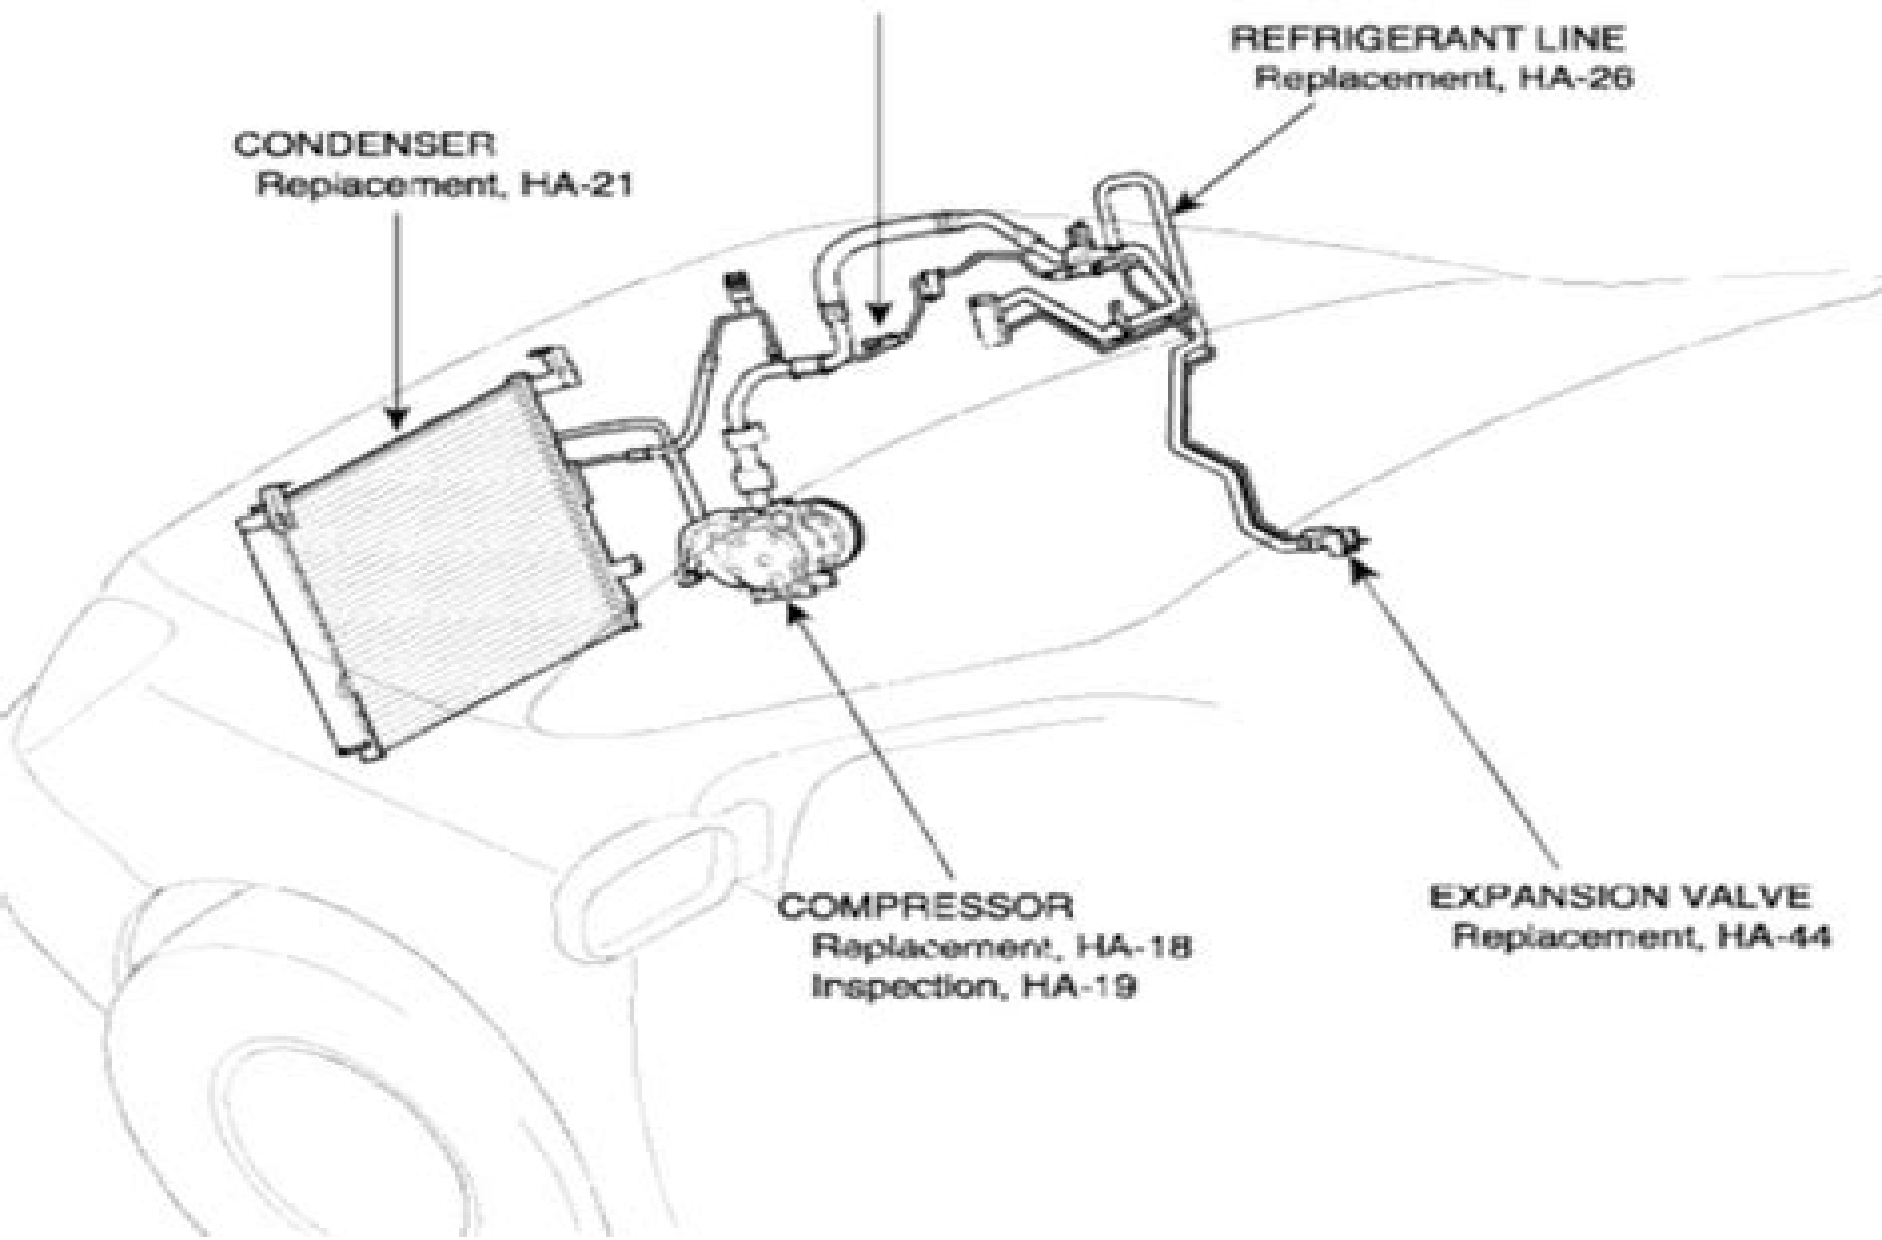 REFRIGERANT LINE
Replacement, HA-26
CONDENSER
Replacement, HA-21
COMPRESSOR
Replacement, HA-18
Inspection, HA-19
EXPANSION VALVE
Replacement, HA-44